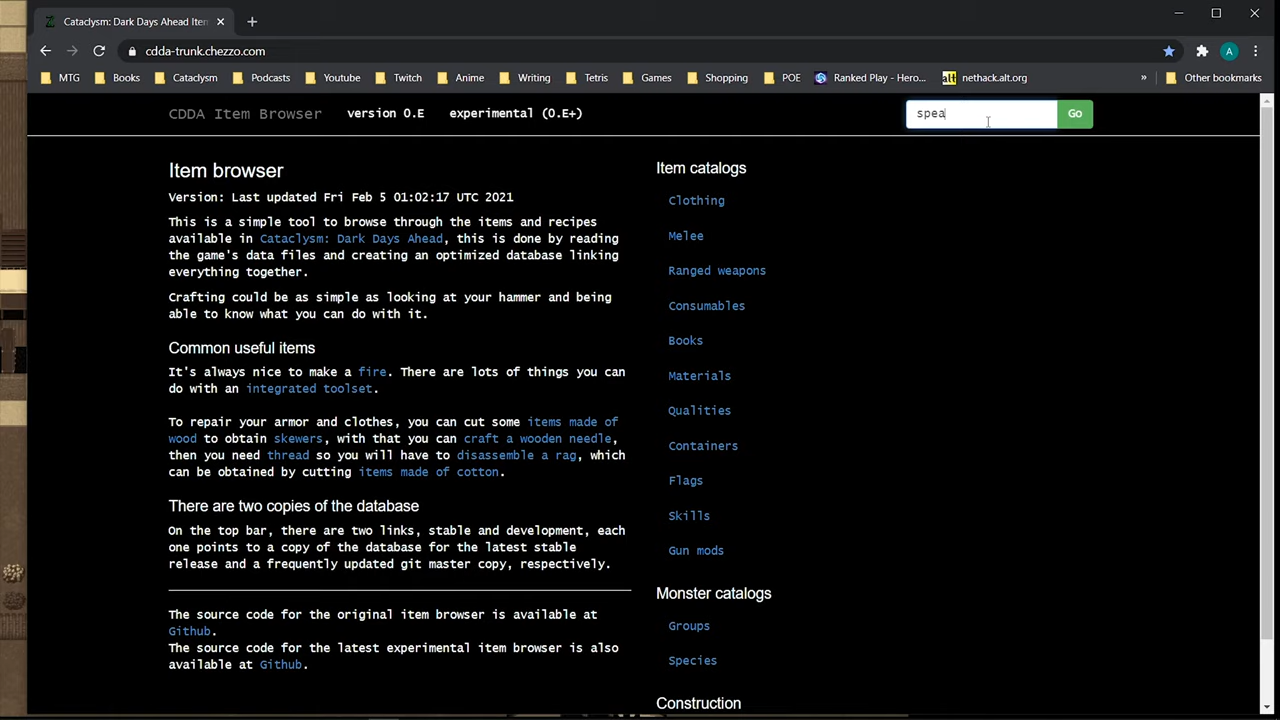 Cataclysm: Dark Days Ahead Iten
cdda-trunk.chezzo.com
A
MTG
Books
Cataclysm
Podcasts
Youtube
Twitch
Anime
Writing
Tetris
Games
Shopping
POE
Ranked Play - Hero...
alt
nethack.alt.org
»
Other bookmarks
CDDA Item Browser
version 0.E
experimental (0.E+)
spea
Go
Item browser
Version: Last updated Fri Feb 5 01:02:17 UTC 2021
This is a simple tool to browse through the items and recipes
available in Cataclysm: Dark Days Ahead, this is done by reading
the game's data files and creating an optimized database linking
everything together.
Crafting could be as simple as looking at your hammer and being
able to know what you can do with it.
Common useful items
It's always nice to make a fire. There are lots of things you can
do with an integrated toolset.
To repair your armor and clothes, you can cut some items made of
wood to obtain skewers, with that you can craft a wooden needle,
then you need thread so you will have to disassemble a rag, which
can be obtained by cutting items made of cotton.
There are two copies of the database
On the top bar, there are two links, stable and development, each
one points to a copy of the database for the latest stable
release and a frequently updated git master copy, respectively.
The source code for the original item browser is available at
Github.
The source code for the latest experimental item browser is also
available at Github.
Item catalogs
Clothing
Melee
Ranged weapons
Consumables
Books
Materials
Qualities
Containers
Flags
Skills
Gun mods
Monster catalogs
Groups
Species
Construction